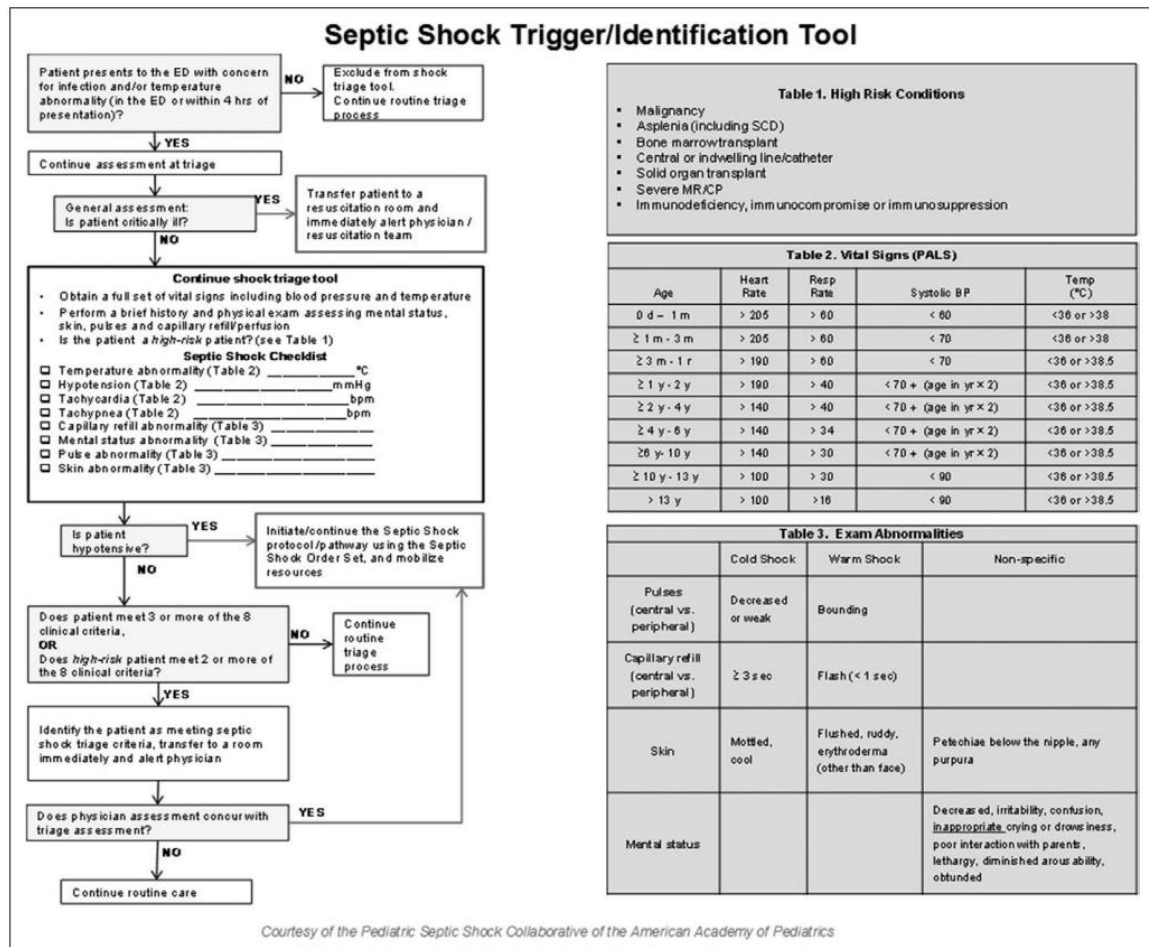 Septic Shock Trigger/Identification Tool
Patient presents to the ED with concern
for infection and/or temperature
abnormality (in the ED or within 4 hrs of
presentation)?
NO
Exclude from shock
triage tool.
Continue routine triage
process
YES
Continue assessment at triage
General assessment:
Is patient critically ill?
YES
Transfer patient to a
resuscitation room and
immediately alert physician /
resuscitation team
NO
Continue shock triage tool
• Obtain a full set of vital signs including blood pressure and temperature
• Perform a brief history and physical exam assessing mental status,
skin, pulses and capillary refill/perfusion
• Is the patient a high-risk patient? (see Table 1)
Septic Shock Checklist
☐ Temperature abnormality (Table 2) ____________°C
☐ Hypotension (Table 2) ____________________mmHg
☐ Tachycardia (Table 2) ______________________bpm
☐ Tachypnea (Table 2) ______________________bpm
☐ Capillary refill abnormality (Table 3) ______________
☐ Mental status abnormality (Table 3) ______________
☐ Pulse abnormality (Table 3) _____________________
☐ Skin abnormality (Table 3) ______________________
Is patient
hypotensive?
YES
Initiate/continue the Septic Shock
protocol/pathway using the Septic
Shock Order Set, and mobilize
resources
NO
Does patient meet 3 or more of the 8
clinical criteria,
OR
Does high-risk patient meet 2 or more of
the 8 clinical criteria?
NO
Continue
routine
triage
process
YES
Identify the patient as meeting septic
shock triage criteria, transfer to a room
immediately and alert physician
Does physician assessment concur with
triage assessment?
YES
NO
Continue routine care
Table 1. High Risk Conditions
▪ Malignancy
▪ Asplenia (including SCD)
▪ Bone marrow transplant
▪ Central or indwelling line/catheter
▪ Solid organ transplant
▪ Severe MR/CP
▪ Immunodeficiency, immunocompromise or immunosuppression
Table 2. Vital Signs (PALS)
Age Heart Rate Resp Rate Systolic BP Temp (°C)
0 d – 1 m > 205 > 60 < 60 <36 or >38
≥ 1 m - 3 m > 205 > 60 < 70 <36 or >38
≥ 3 m - 1 r > 190 > 60 < 70 <36 or >38.5
≥ 1 y - 2 y > 190 > 40 < 70 + (age in yr × 2) <36 or >38.5
≥ 2 y - 4 y > 140 > 40 < 70 + (age in yr × 2) <36 or >38.5
≥ 4 y - 6 y > 140 > 34 < 70 + (age in yr × 2) <36 or >38.5
≥6 y- 10 y > 140 > 30 < 70 + (age in yr × 2) <36 or >38.5
≥ 10 y - 13 y > 100 > 30 < 90 <36 or >38.5
> 13 y > 100 >16 < 90 <36 or >38.5
Table 3. Exam Abnormalities
Cold Shock Warm Shock Non-specific
Pulses
(central vs.
peripheral)
Decreased
or weak
Bounding
Capillary refill
(central vs.
peripheral)
≥ 3 sec
Flash (< 1 sec)
Skin
Mottled,
cool
Flushed, ruddy,
erythroderma
(other than face)
Petechiae below the nipple, any
purpura
Mental status
Decreased, irritability, confusion,
inappropriate crying or drowsiness,
poor interaction with parents,
lethargy, diminished arousability,
obtunded
Courtesy of the Pediatric Septic Shock Collaborative of the American Academy of Pediatrics